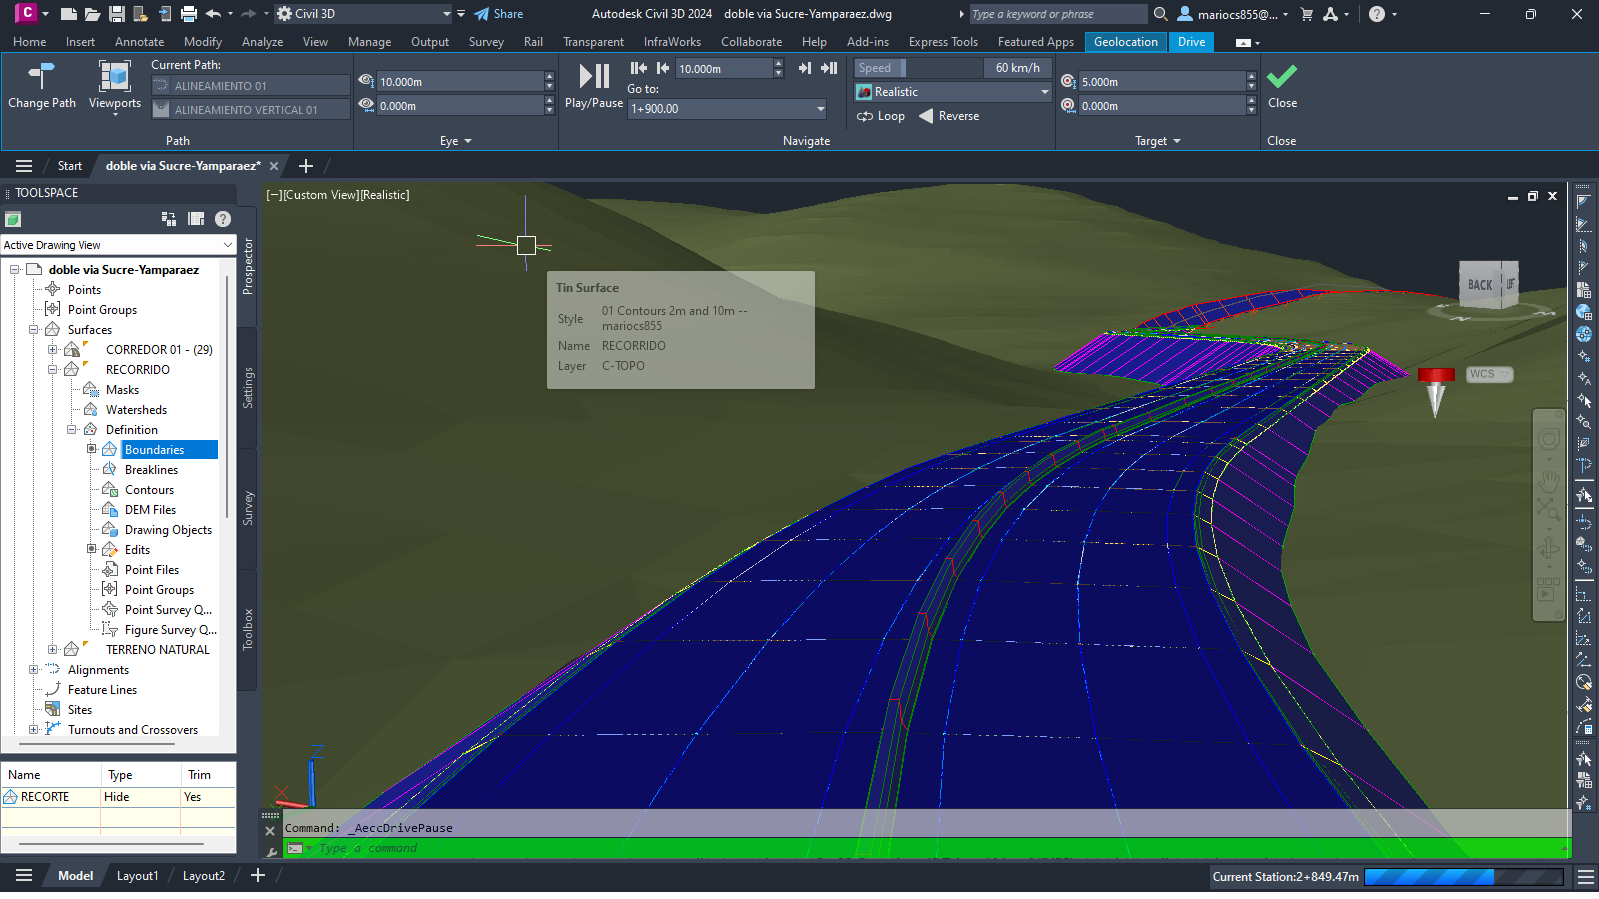 C
Civil 3D
Share
Autodesk Civil 3D 2024 doble via Sucre-Yamparaez.dwg
Type a keyword or phrase
mariocs855@...
Home Insert Annotate Modify Analyze View Manage Output Survey Rail Transparent InfraWorks Collaborate Help Add-ins Express Tools Featured Apps Geolocation Drive
Change Path
Viewports
Current Path:
ALINEAMIENTO 01
ALINEAMIENTO VERTICAL 01
Path
10.000m
0.000m
Eye
Play/Pause
10.000m
Go to:
1+900.00
Speed 60 km/h
Realistic
Loop Reverse
Navigate
5.000m
0.000m
Target
Close
Close
Start doble via Sucre-Yamparaez*
TOOLSPACE
Active Drawing View
doble via Sucre-Yamparaez
Points
Point Groups
Surfaces
CORREDOR 01 - (29)
RECORRIDO
Masks
Watersheds
Definition
Boundaries
Breaklines
Contours
DEM Files
Drawing Objects
Edits
Point Files
Point Groups
Point Survey Q...
Figure Survey Q...
TERRENO NATURAL
Alignments
Feature Lines
Sites
Turnouts and Crossovers
Prospector
Settings
Survey
Toolbox
Name Type Trim
RECORTE Hide Yes
[−][Custom View][Realistic]
Tin Surface
Style 01 Contours 2m and 10m --
mariocs855
Name RECORRIDO
Layer C-TOPO
BACK
WCS
Z
X
Command: _AeccDrivePause
Type a command
Model Layout1 Layout2
Current Station:2+849.47m